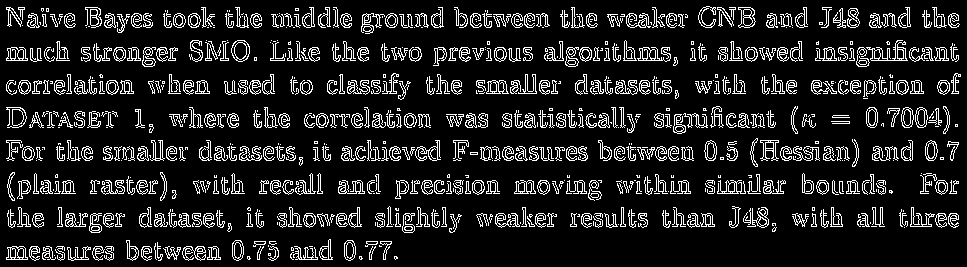 Naïve Bayes took the middle ground between the weaker CNB and J48 and the
much stronger SMO. Like the two previous algorithms, it showed insignificant
correlation when used to classify the smaller datasets, with the exception of
DATASET 1, where the correlation was statistically significant (κ = 0.7004).
For the smaller datasets, it achieved F-measures between 0.5 (Hessian) and 0.7
(plain raster), with recall and precision moving within similar bounds. For
the larger dataset, it showed slightly weaker results than J48, with all three
measures between 0.75 and 0.77.